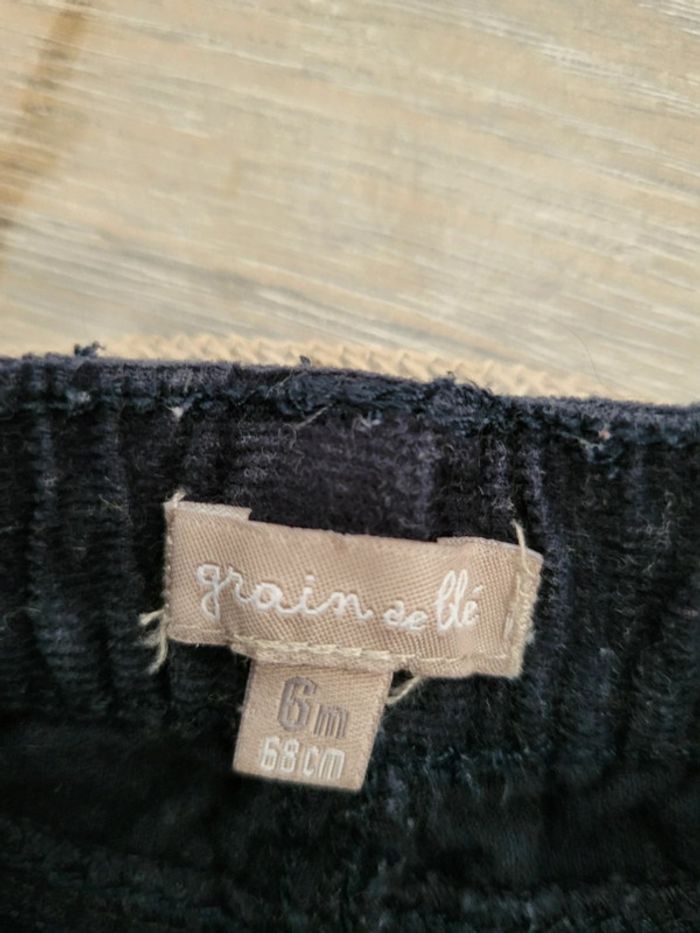 grain de blé
6m
68cm